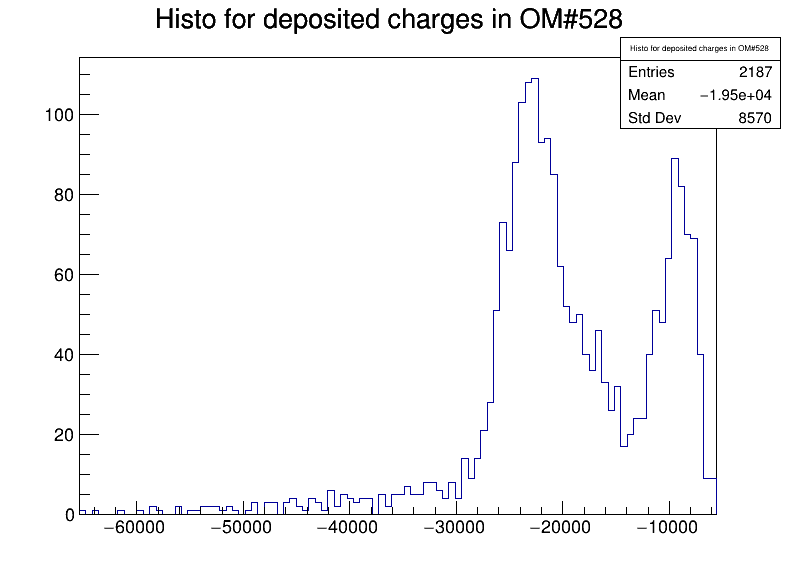 Histo for deposited charges in OM#528
Histo for deposited charges in OM#528
Entries 2187
Mean −1.95e+04
Std Dev 8570
100
80
60
40
20
0
−60000 −50000 −40000 −30000 −20000 −10000